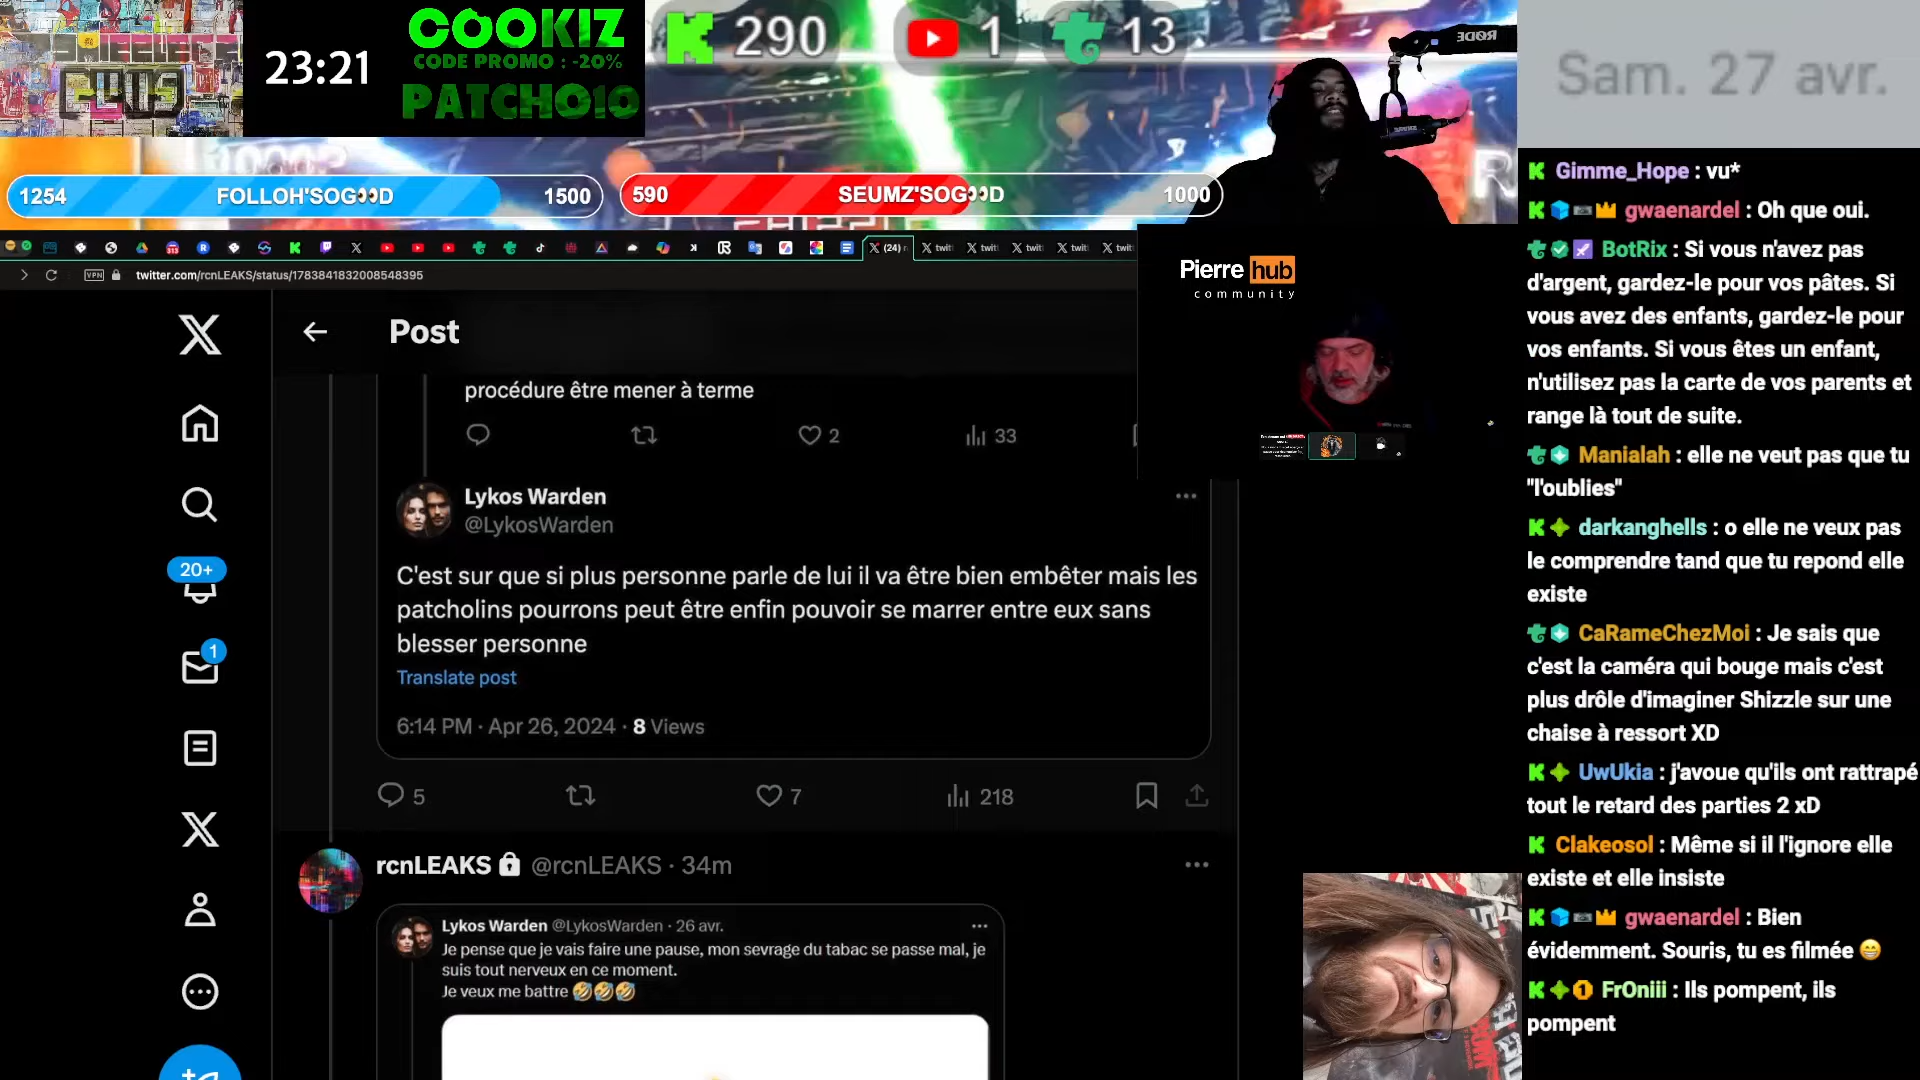 23:21
COOKIZ
CODE PROMO : -20%
PATCHO10
290
1
13
RØDE
Sam. 27 avr.
1254 FOLLOH'SOG👀D 1500
590 SEUMZ'SOG👀D 1000
(24)
twit
twitt
twitt
twitt
twitt
VPN
twitter.com/rcnLEAKS/status/1783841832008548395
Pierre hub
community
Post
procédure être mener à terme
2
33
Lykos Warden
@LykosWarden
C'est sur que si plus personne parle de lui il va être bien embêter mais les
patcholins pourrons peut être enfin pouvoir se marrer entre eux sans
blesser personne
Translate post
6:14 PM · Apr 26, 2024 · 8 Views
5
7
218
20+
1
rcnLEAKS 🔒 @rcnLEAKS · 34m
Lykos Warden @LykosWarden · 26 avr.
Je pense que je vais faire une pause, mon sevrage du tabac se passe mal, je
suis tout nerveux en ce moment.
Je veux me battre 🤣🤣🤣
Gimme_Hope : vu*
gwaenardel : Oh que oui.
BotRix : Si vous n'avez pas
d'argent, gardez-le pour vos pâtes. Si
vous avez des enfants, gardez-le pour
vos enfants. Si vous êtes un enfant,
n'utilisez pas la carte de vos parents et
range là tout de suite.
Manialah : elle ne veut pas que tu
"l'oublies"
darkanghells : o elle ne veux pas
le comprendre tand que tu repond elle
existe
CaRameChezMoi : Je sais que
c'est la caméra qui bouge mais c'est
plus drôle d'imaginer Shizzle sur une
chaise à ressort XD
UwUkia : j'avoue qu'ils ont rattrapé
tout le retard des parties 2 xD
Clakeosol : Même si il l'ignore elle
existe et elle insiste
gwaenardel : Bien
évidemment. Souris, tu es filmée 😁
FrOniii : Ils pompent, ils
pompent